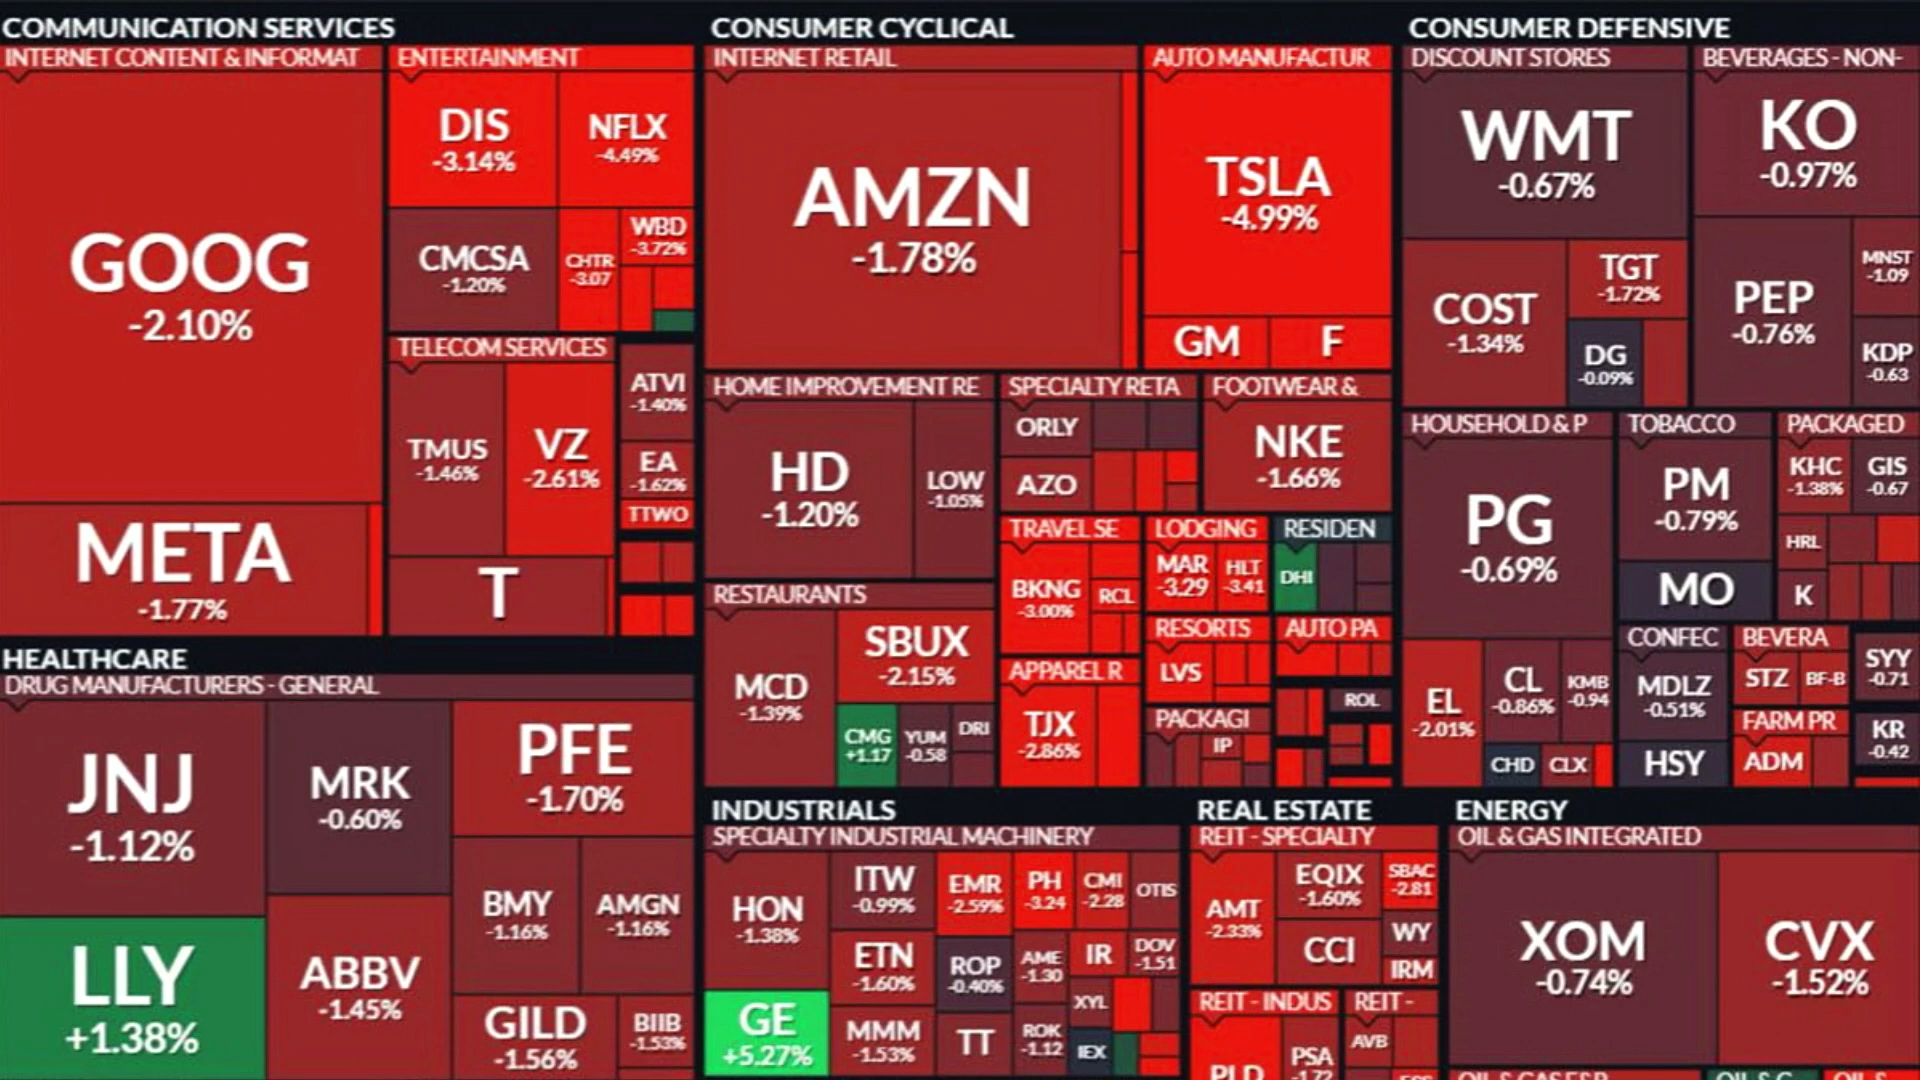 COMMUNICATION SERVICES
INTERNET CONTENT & INFORMAT
GOOG
-2.10%
META
-1.77%
ENTERTAINMENT
DIS
-3.14%
NFLX
-4.49%
CMCSA
-1.20%
CHTR
-3.07
WBD
-3.72%
TELECOM SERVICES
TMUS
-1.46%
VZ
-2.61%
T
ATVI
-1.40%
EA
-1.62%
TTWO
HEALTHCARE
DRUG MANUFACTURERS - GENERAL
JNJ
-1.12%
MRK
-0.60%
PFE
-1.70%
LLY
+1.38%
ABBV
-1.45%
BMY
-1.16%
AMGN
-1.16%
GILD
-1.56%
BIIB
-1.53%
CONSUMER CYCLICAL
INTERNET RETAIL
AMZN
-1.78%
AUTO MANUFACTUR
TSLA
-4.99%
GM
F
HOME IMPROVEMENT RE
HD
-1.20%
LOW
-1.05%
SPECIALTY RETA
ORLY
AZO
FOOTWEAR &
NKE
-1.66%
RESTAURANTS
MCD
-1.39%
SBUX
-2.15%
CMG
+1.17
YUM
-0.58
DRI
TRAVEL SE
BKNG
-3.00%
RCL
LODGING
MAR
-3.29
HLT
-3.41
RESIDEN
DHI
APPAREL R
TJX
-2.86%
RESORTS
LVS
AUTO PA
PACKAGI
IP
ROL
CONSUMER DEFENSIVE
DISCOUNT STORES
WMT
-0.67%
COST
-1.34%
TGT
-1.72%
DG
-0.09%
BEVERAGES - NON-
KO
-0.97%
PEP
-0.76%
MNST
-1.09
KDP
-0.63
HOUSEHOLD & P
PG
-0.69%
EL
-2.01%
CL
-0.86%
KMB
-0.94
CHD
CLX
TOBACCO
PM
-0.79%
MO
PACKAGED
KHC
-1.38%
GIS
-0.67
HRL
K
CONFEC
MDLZ
-0.51%
HSY
BEVERA
STZ
BF-B
FARM PR
ADM
SYY
-0.71
KR
-0.42
INDUSTRIALS
SPECIALTY INDUSTRIAL MACHINERY
HON
-1.38%
GE
+5.27%
ITW
-0.99%
ETN
-1.60%
MMM
-1.53%
EMR
-2.59%
ROP
-0.40%
TT
PH
-3.24
AME
-1.30
ROK
-1.12
CMI
-2.28
OTIS
IR
DOV
-1.51
XYL
IEX
REAL ESTATE
REIT - SPECIALTY
AMT
-2.33%
EQIX
-1.60%
CCI
SBAC
-2.81
WY
IRM
REIT - INDUS
PLD
PSA
-1.72
REIT -
AVB
ENERGY
OIL & GAS INTEGRATED
XOM
-0.74%
CVX
-1.52%